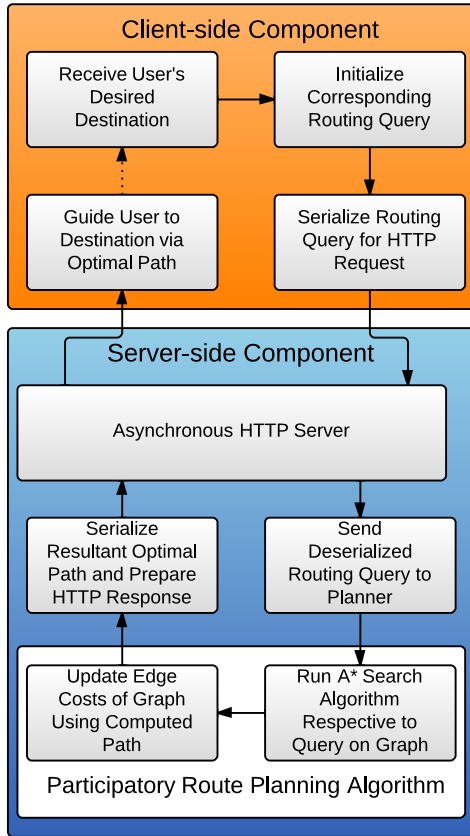 Client-side Component
Receive User's
Desired
Destination
Initialize
Corresponding
Routing Query
Guide User to
Destination via
Optimal Path
Serialize Routing
Query for HTTP
Request
Server-side Component
Asynchronous HTTP Server
Serialize
Resultant Optimal
Path and Prepare
HTTP Response
Send
Deserialized
Routing Query to
Planner
Update Edge
Costs of Graph
Using Computed
Path
Run A* Search
Algorithm
Respective to
Query on Graph
Participatory Route Planning Algorithm